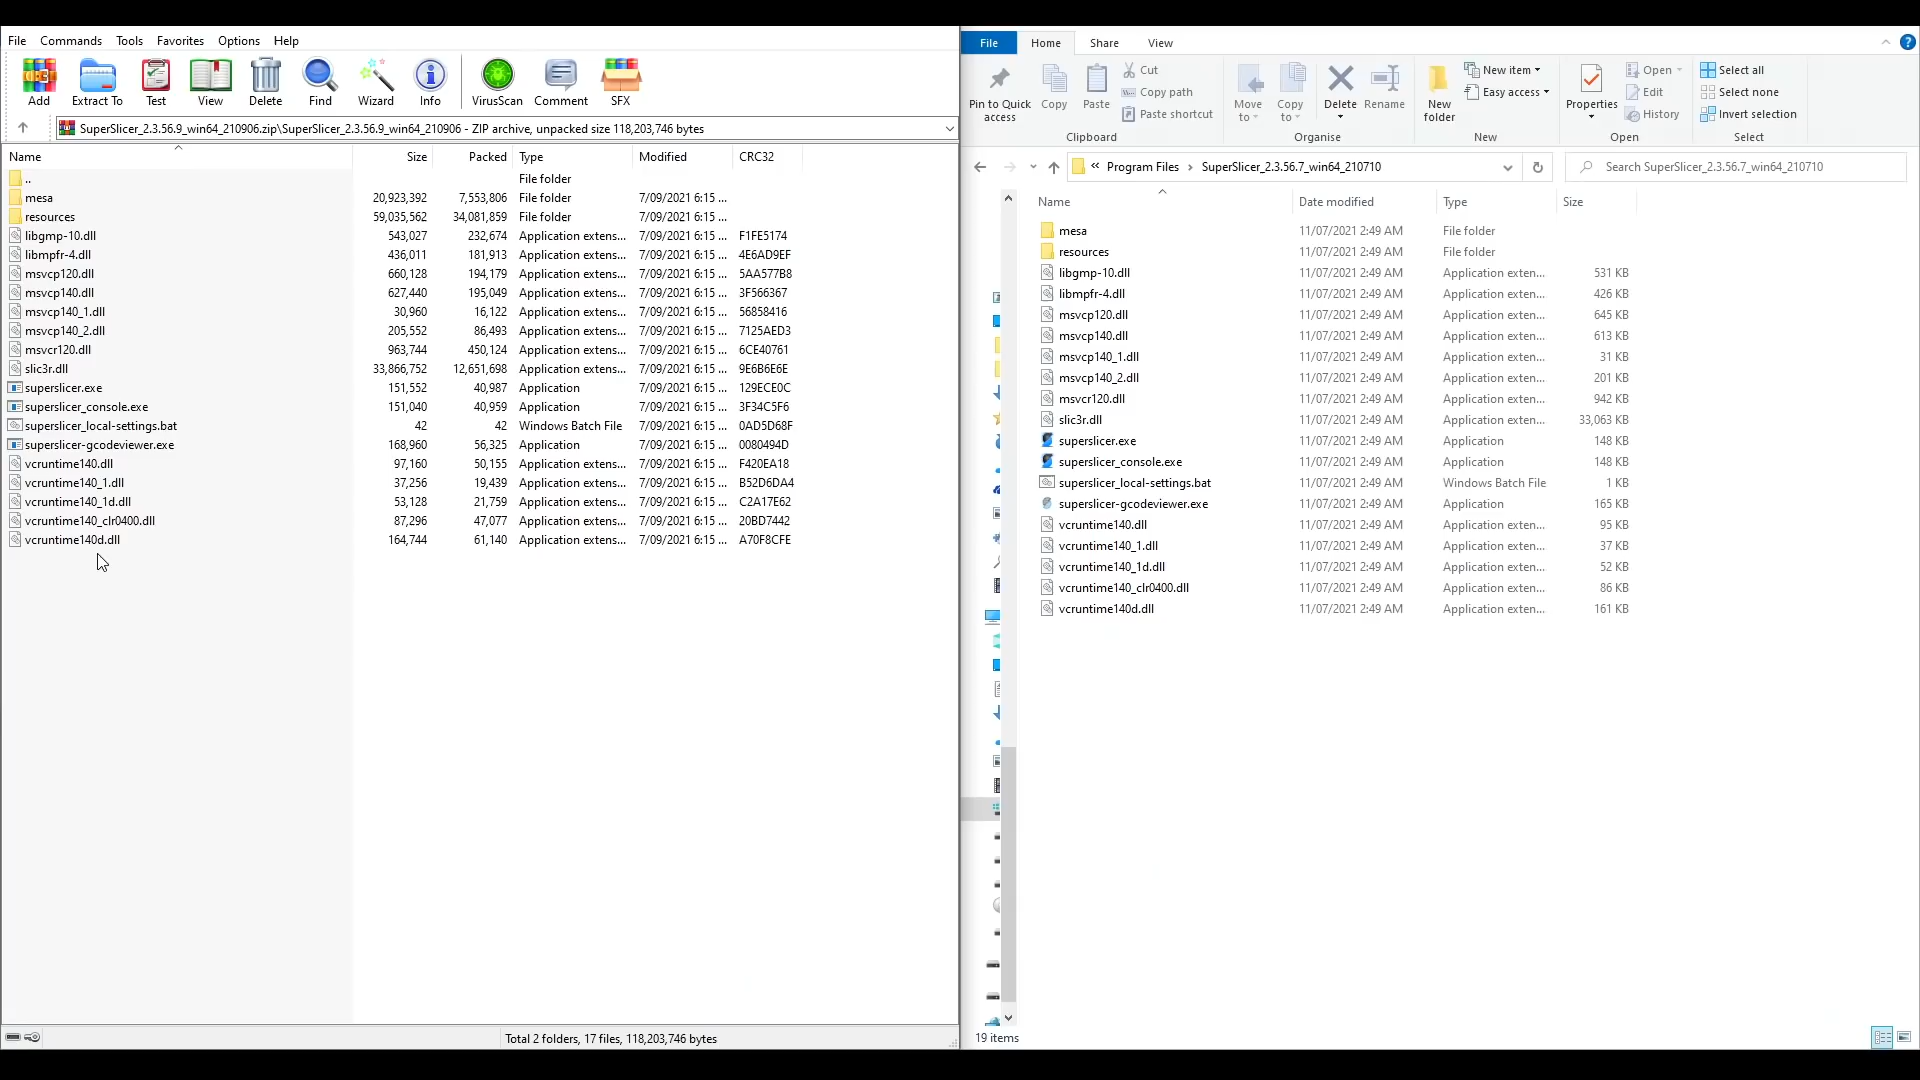 File Commands Tools Favorites Options Help
Add Extract To Test View Delete Find Wizard Info VirusScan Comment SFX
SuperSlicer_2.3.56.9_win64_210906.zip\SuperSlicer_2.3.56.9_win64_210906 - ZIP archive, unpacked size 118,203,746 bytes
Name Size Packed Type Modified CRC32
.. File folder
mesa 20,923,392 7,553,806 File folder 7/09/2021 6:15 ...
resources 59,035,562 34,081,859 File folder 7/09/2021 6:15 ...
libgmp-10.dll 543,027 232,674 Application extens... 7/09/2021 6:15 ... F1FE5174
libmpfr-4.dll 436,011 181,913 Application extens... 7/09/2021 6:15 ... 4E6AD9EF
msvcp120.dll 660,128 194,179 Application extens... 7/09/2021 6:15 ... 5AA577B8
msvcp140.dll 627,440 195,049 Application extens... 7/09/2021 6:15 ... 3F566367
msvcp140_1.dll 30,960 16,122 Application extens... 7/09/2021 6:15 ... 56858416
msvcp140_2.dll 205,552 86,493 Application extens... 7/09/2021 6:15 ... 7125AED3
msvcr120.dll 963,744 450,124 Application extens... 7/09/2021 6:15 ... 6CE40761
slic3r.dll 33,866,752 12,651,698 Application extens... 7/09/2021 6:15 ... 9E6B6E6E
superslicer.exe 151,552 40,987 Application 7/09/2021 6:15 ... 129ECE0C
superslicer_console.exe 151,040 40,959 Application 7/09/2021 6:15 ... 3F34C5F6
superslicer_local-settings.bat 42 42 Windows Batch File 7/09/2021 6:15 ... 0AD5D68F
superslicer-gcodeviewer.exe 168,960 56,325 Application 7/09/2021 6:15 ... 0080494D
vcruntime140.dll 97,160 50,155 Application extens... 7/09/2021 6:15 ... F420EA18
vcruntime140_1.dll 37,256 19,439 Application extens... 7/09/2021 6:15 ... B52D6DA4
vcruntime140_1d.dll 53,128 21,759 Application extens... 7/09/2021 6:15 ... C2A17E62
vcruntime140_clr0400.dll 87,296 47,077 Application extens... 7/09/2021 6:15 ... 20BD7442
vcruntime140d.dll 164,744 61,140 Application extens... 7/09/2021 6:15 ... A70F8CFE
Total 2 folders, 17 files, 118,203,746 bytes
File Home Share View
Pin to Quick access Copy Paste Cut Copy path Paste shortcut
Move to Copy to Delete Rename New folder New item Easy access
Properties Open Edit History Select all Select none Invert selection
Clipboard Organise New Open Select
« Program Files › SuperSlicer_2.3.56.7_win64_210710 Search SuperSlicer_2.3.56.7_win64_210710
Name Date modified Type Size
mesa 11/07/2021 2:49 AM File folder
resources 11/07/2021 2:49 AM File folder
libgmp-10.dll 11/07/2021 2:49 AM Application exten... 531 KB
libmpfr-4.dll 11/07/2021 2:49 AM Application exten... 426 KB
msvcp120.dll 11/07/2021 2:49 AM Application exten... 645 KB
msvcp140.dll 11/07/2021 2:49 AM Application exten... 613 KB
msvcp140_1.dll 11/07/2021 2:49 AM Application exten... 31 KB
msvcp140_2.dll 11/07/2021 2:49 AM Application exten... 201 KB
msvcr120.dll 11/07/2021 2:49 AM Application exten... 942 KB
slic3r.dll 11/07/2021 2:49 AM Application exten... 33,063 KB
superslicer.exe 11/07/2021 2:49 AM Application 148 KB
superslicer_console.exe 11/07/2021 2:49 AM Application 148 KB
superslicer_local-settings.bat 11/07/2021 2:49 AM Windows Batch File 1 KB
superslicer-gcodeviewer.exe 11/07/2021 2:49 AM Application 165 KB
vcruntime140.dll 11/07/2021 2:49 AM Application exten... 95 KB
vcruntime140_1.dll 11/07/2021 2:49 AM Application exten... 37 KB
vcruntime140_1d.dll 11/07/2021 2:49 AM Application exten... 52 KB
vcruntime140_clr0400.dll 11/07/2021 2:49 AM Application exten... 86 KB
vcruntime140d.dll 11/07/2021 2:49 AM Application exten... 161 KB
19 items